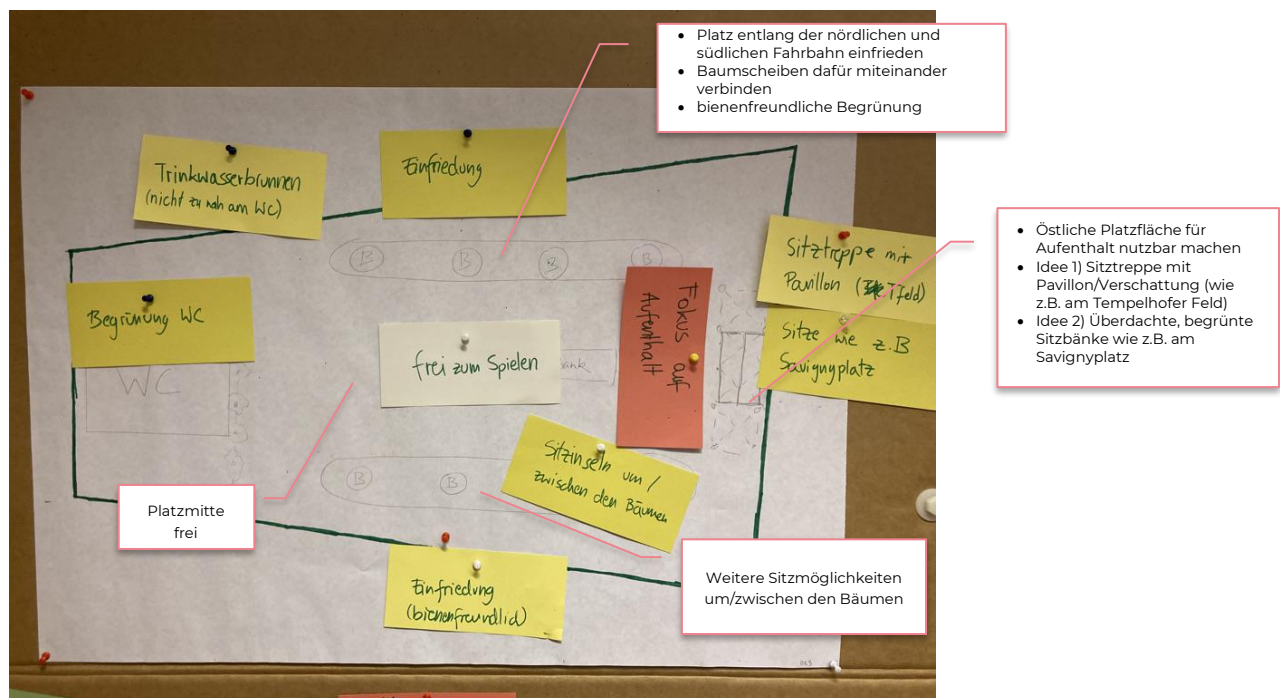 • Platz entlang der nördlichen und
südlichen Fahrbahn einfrieden
• Baumscheiben dafür miteinander
verbinden
• bienenfreundliche Begrünung
Trinkwasserbrunnen
(nicht zu nah am WC)
Einfriedung
B
B
B
B
• Östliche Platzfläche für
Aufenthalt nutzbar machen
• Idee 1) Sitztreppe mit
Pavillon/Verschattung (wie
z.B. am Tempelhofer Feld)
• Idee 2) Überdachte, begrünte
Sitzbänke wie z.B. am
Savignyplatz
Sitztreppe mit
Pavillon (Tfeld)
Sitze wie z.B
Savignyplatz
Begrünung WC
WC
frei zum Spielen
Fokus auf
Aufenthalt
Sitzinseln um /
zwischen den Bäumen
B
B
Platzmitte
frei
Einfriedung
(bienenfreundlich)
Weitere Sitzmöglichkeiten
um/zwischen den Bäumen